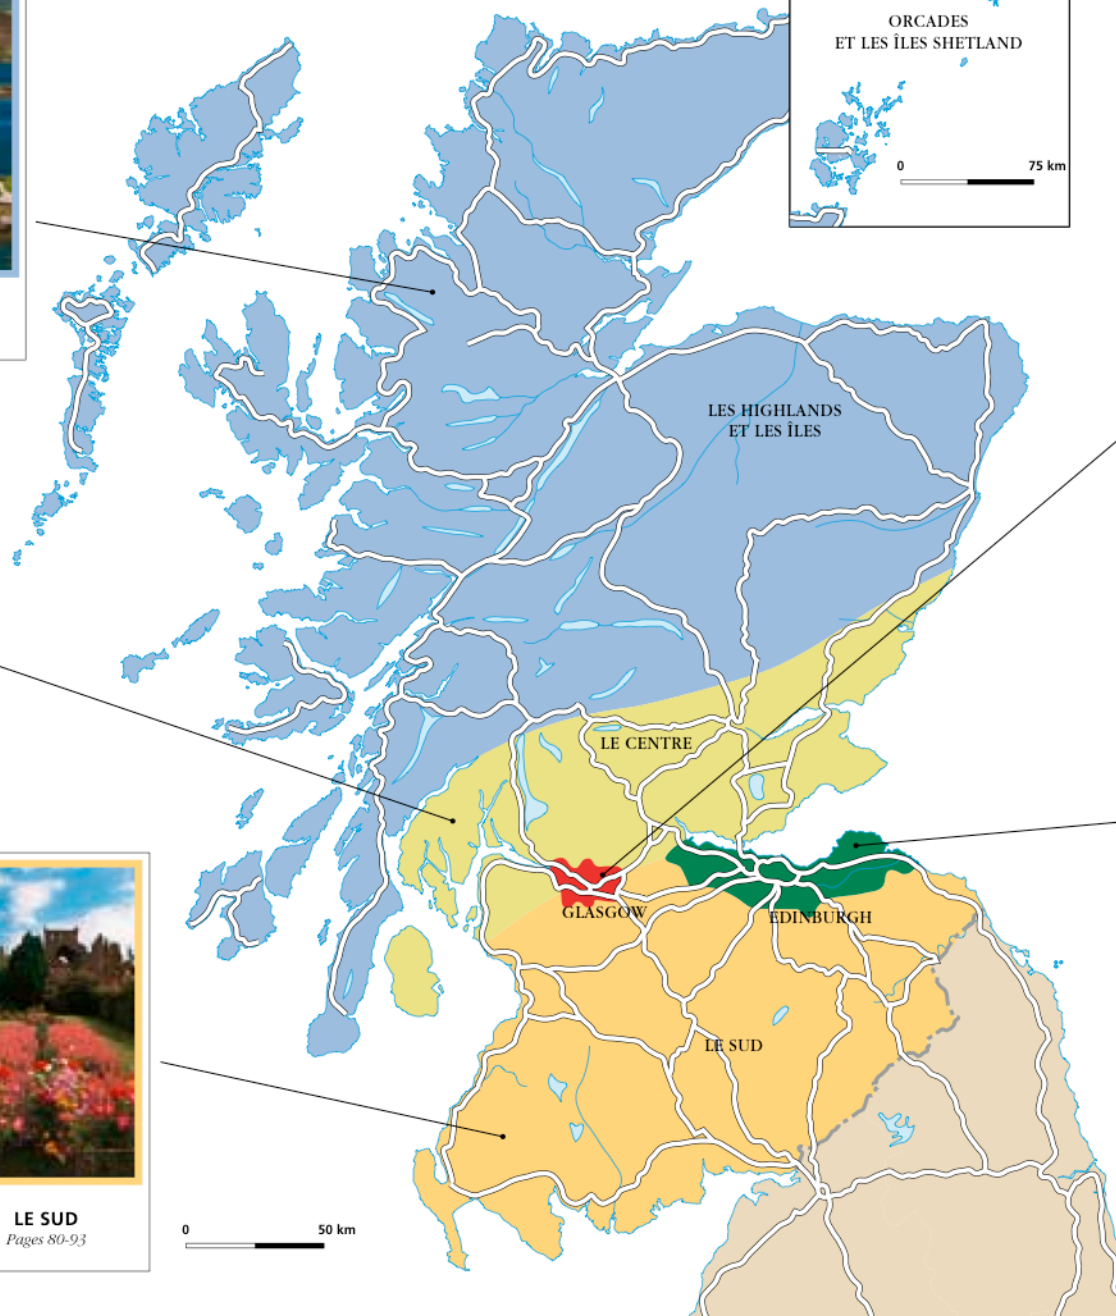 ORCADES
ET LES ÎLES SHETLAND
0 75 km
LES HIGHLANDS
ET LES ÎLES
LE CENTRE
GLASGOW
EDINBURGH
LE SUD
LE SUD
Pages 80-93
0 50 km